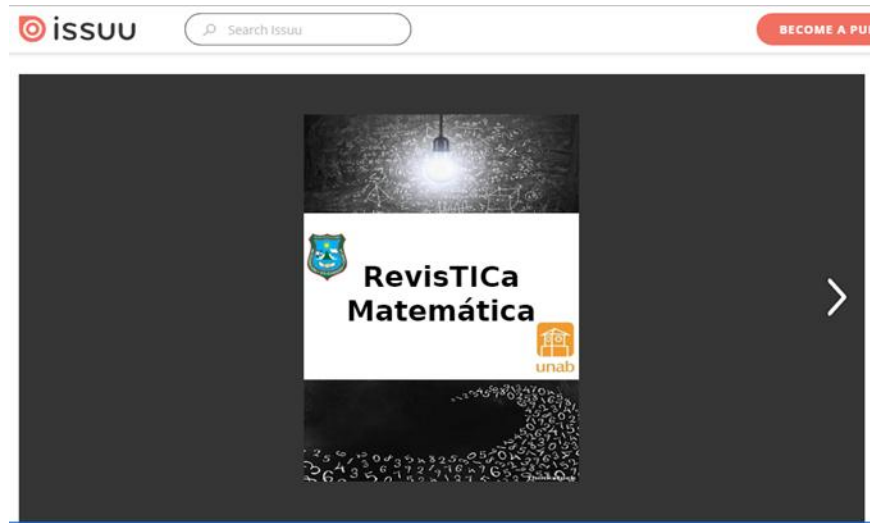 issuu
Search Issuu
BECOME A PU
RevisTICa
Matemática
unab